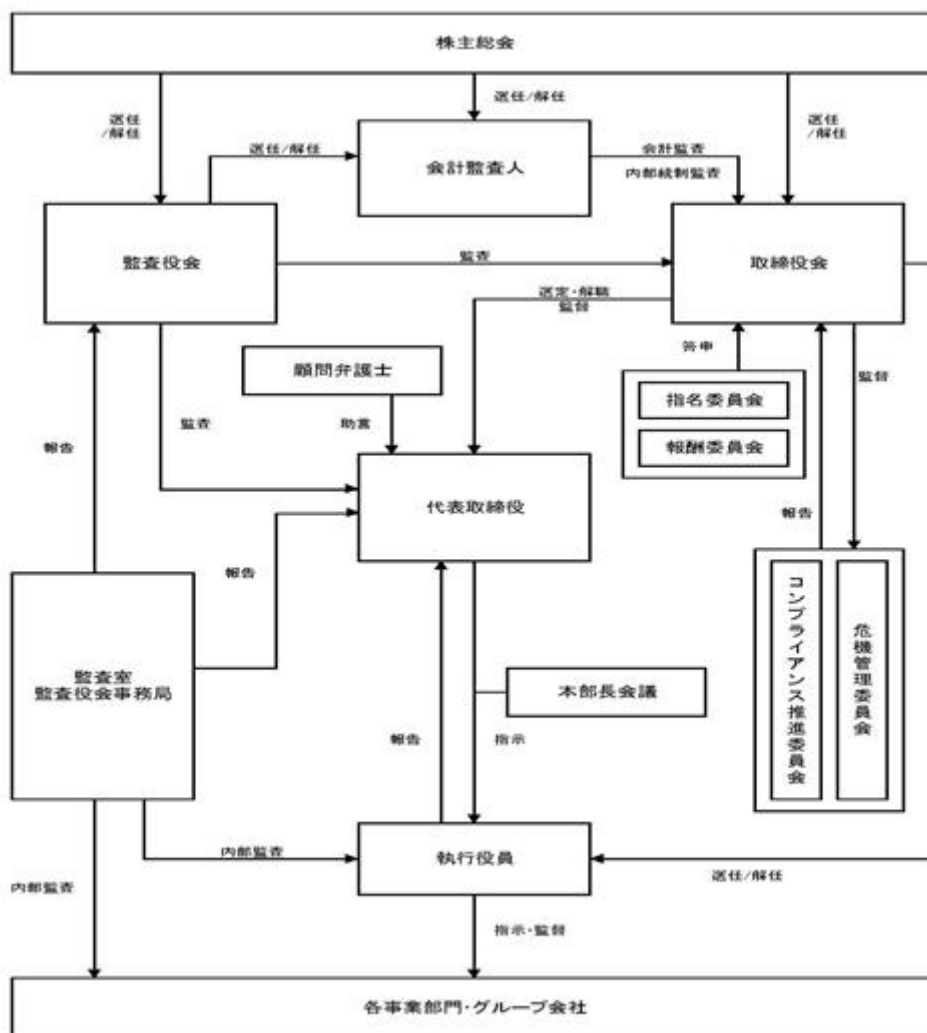 株主総会
選任
/解任
選任/解任
選任
/解任
選任/解任
会計監査人
会計監査
内部統制監査
監査役会
監査
取締役会
選定・解職
監督
答申
監督
顧問弁護士
助言
指名委員会
報酬委員会
報告
監査
代表取締役
報告
報告
コンプライアンス推進委員会
危機管理委員会
監査室
監査役会事務局
本部長会議
報告
指示
内部監査
執行役員
内部監査
選任/解任
指示・監督
各事業部門・グループ会社